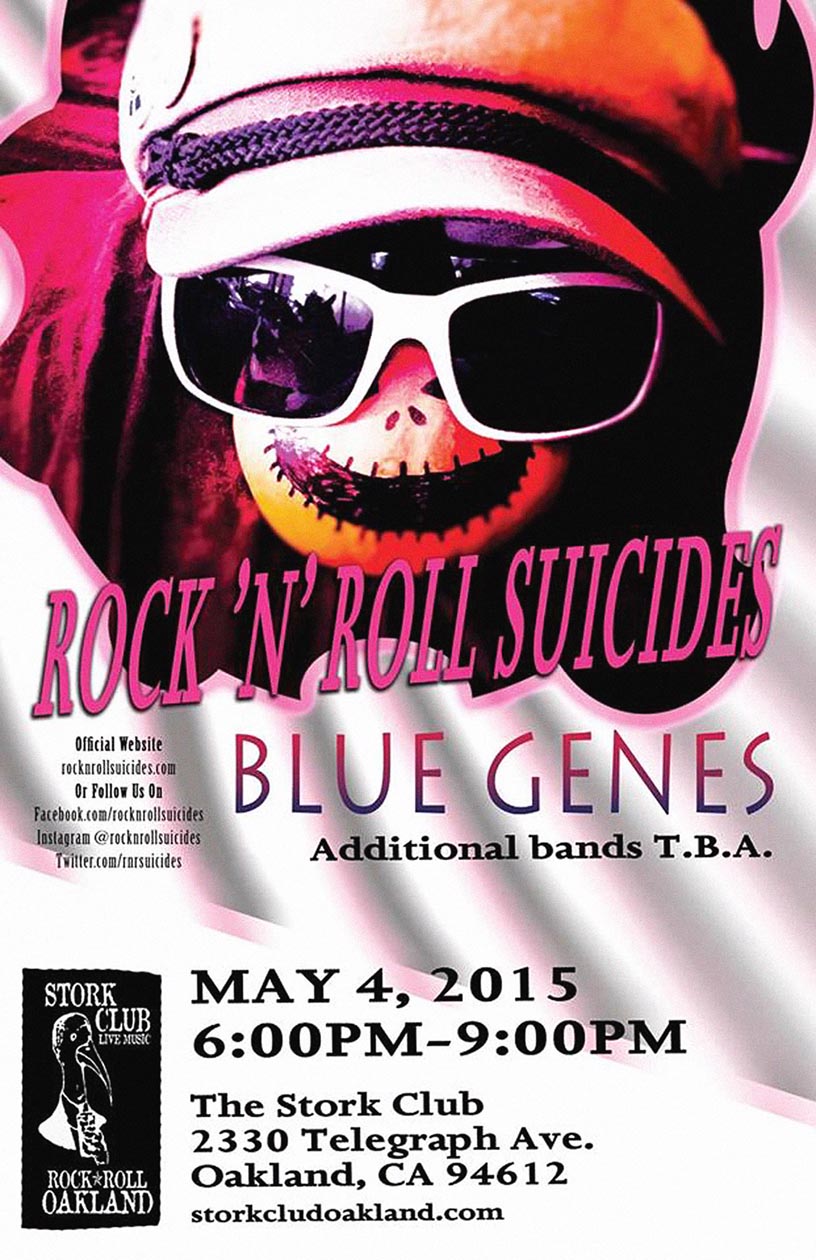 ROCK 'N' ROLL SUICIDES
Official Website
rocknrollsuicides.com
Or Follow Us On
Facebook.com/rocknrollsuicides
Instagram @rocknrollsuicides
Twitter.com/rnrsuicides
BLUE GENES
Additional bands T.B.A.
STORK
CLUB
LIVE MUSIC
ROCK★ROLL
OAKLAND
MAY 4, 2015
6:00PM–9:00PM
The Stork Club
2330 Telegraph Ave.
Oakland, CA 94612
storkcludoakland.com